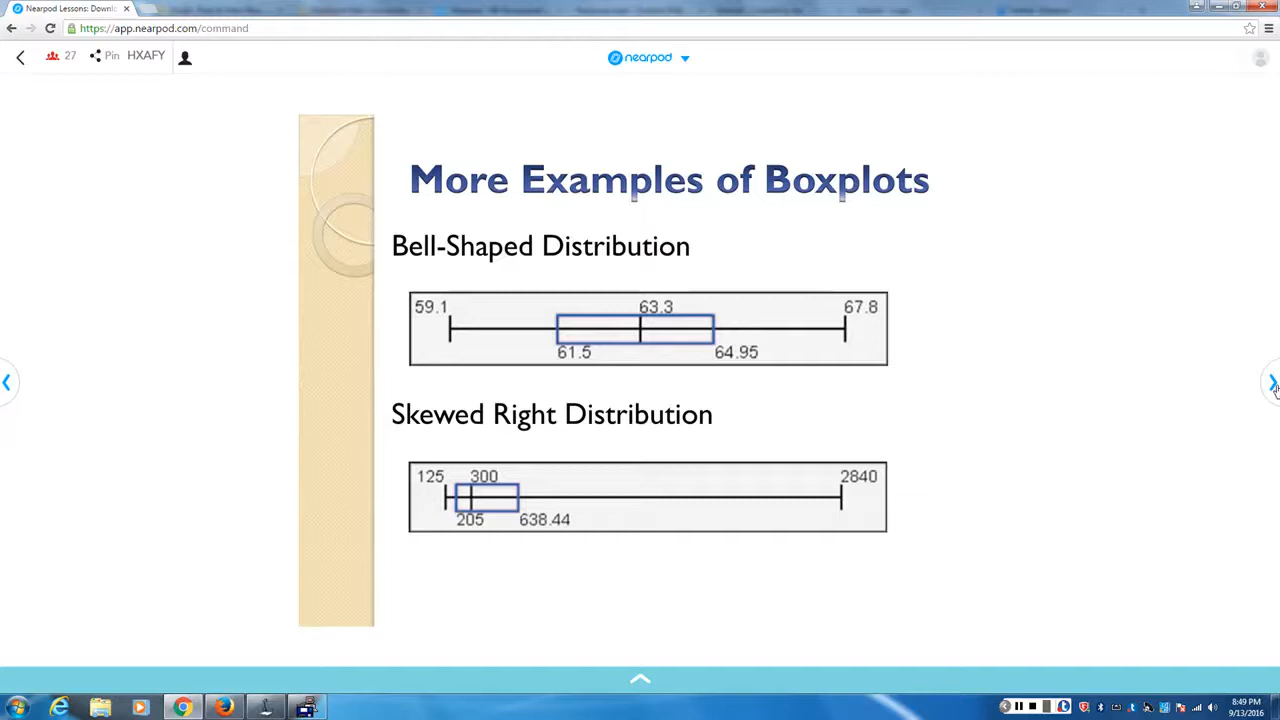 Nearpod Lessons: Downl
https://app.nearpod.com/command
27 Pin HXAFY
nearpod
More Examples of Boxplots
Bell-Shaped Distribution
59.1 63.3 67.8
61.5 64.95
Skewed Right Distribution
125 300 2840
205 638.44
8:49 PM
9/13/2016